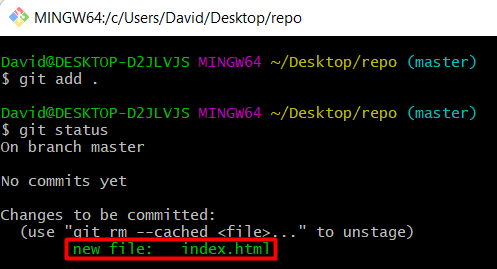 MINGW64:/c/Users/David/Desktop/repo
David@DESKTOP-D2JLVJS MINGW64 ~/Desktop/repo (master)
$ git add .
David@DESKTOP-D2JLVJS MINGW64 ~/Desktop/repo (master)
$ git status
On branch master
No commits yet
Changes to be committed:
  (use "git rm --cached <file>..." to unstage)
        new file:   index.html